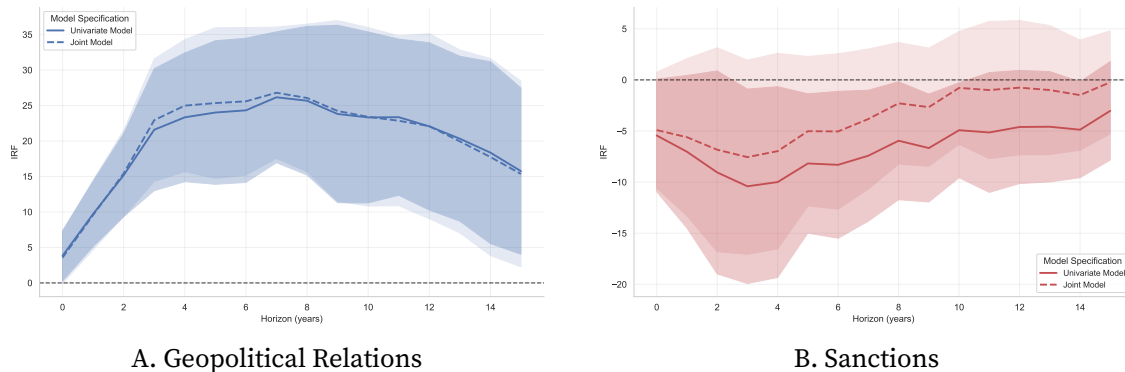 Model Specification
Univariate Model
Joint Model
35
30
25
20
15
10
5
0
IRF
0 2 4 6 8 10 12 14
Horizon (years)
A. Geopolitical Relations
5
0
−5
−10
−15
−20
IRF
Model Specification
Univariate Model
Joint Model
0 2 4 6 8 10 12 14
Horizon (years)
B. Sanctions